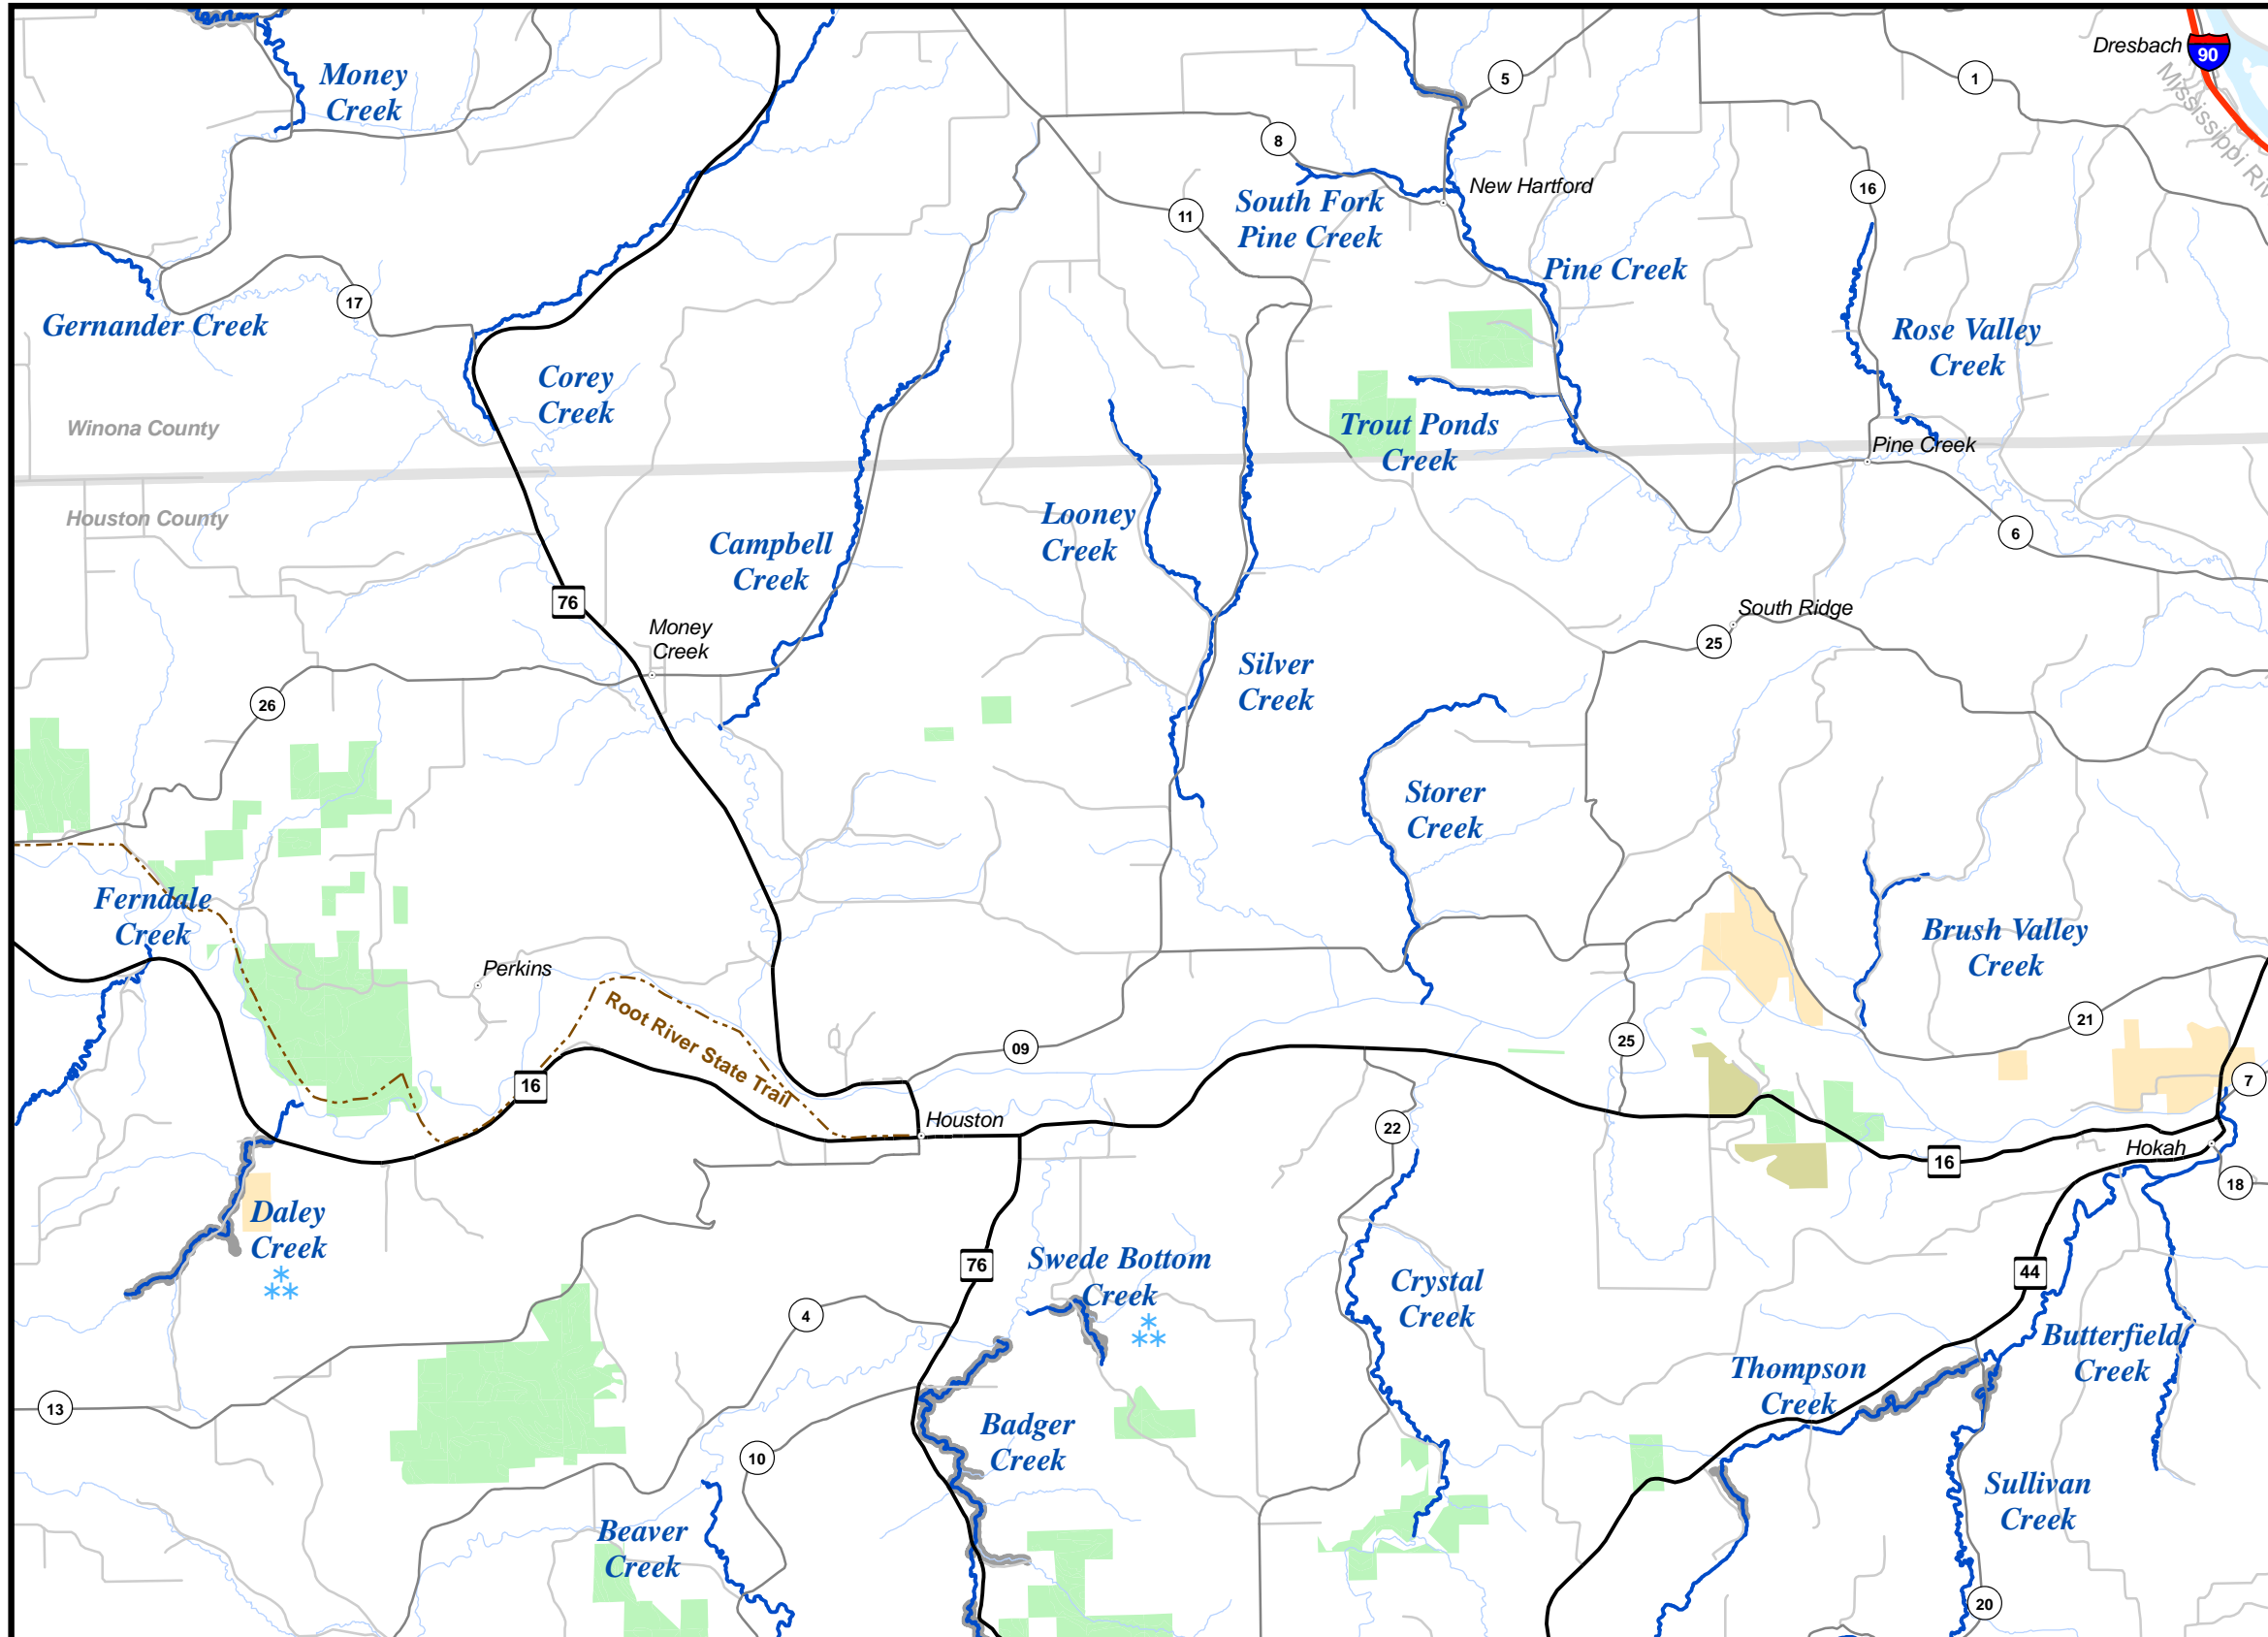 Dresbach
90
Mississippi Riv
Money
Creek
5
1
8
New Hartford
16
South Fork
Pine Creek
11
Pine Creek
17
Gernander Creek
Rose Valley
Creek
Corey
Creek
Trout Ponds
Creek
Winona County
Pine Creek
Houston County
Looney
Creek
Campbell
Creek
6
76
Money
Creek
South Ridge
25
Silver
Creek
26
Storer
Creek
Ferndale
Creek
Brush Valley
Creek
Perkins
Root River State Trail
21
09
25
16
7
Houston
22
Hokah
16
18
Daley
Creek
76
Swede Bottom
Creek
44
Crystal
Creek
4
Butterfield
Creek
Thompson
Creek
13
Badger
Creek
10
Sullivan
Creek
Beaver
Creek
20